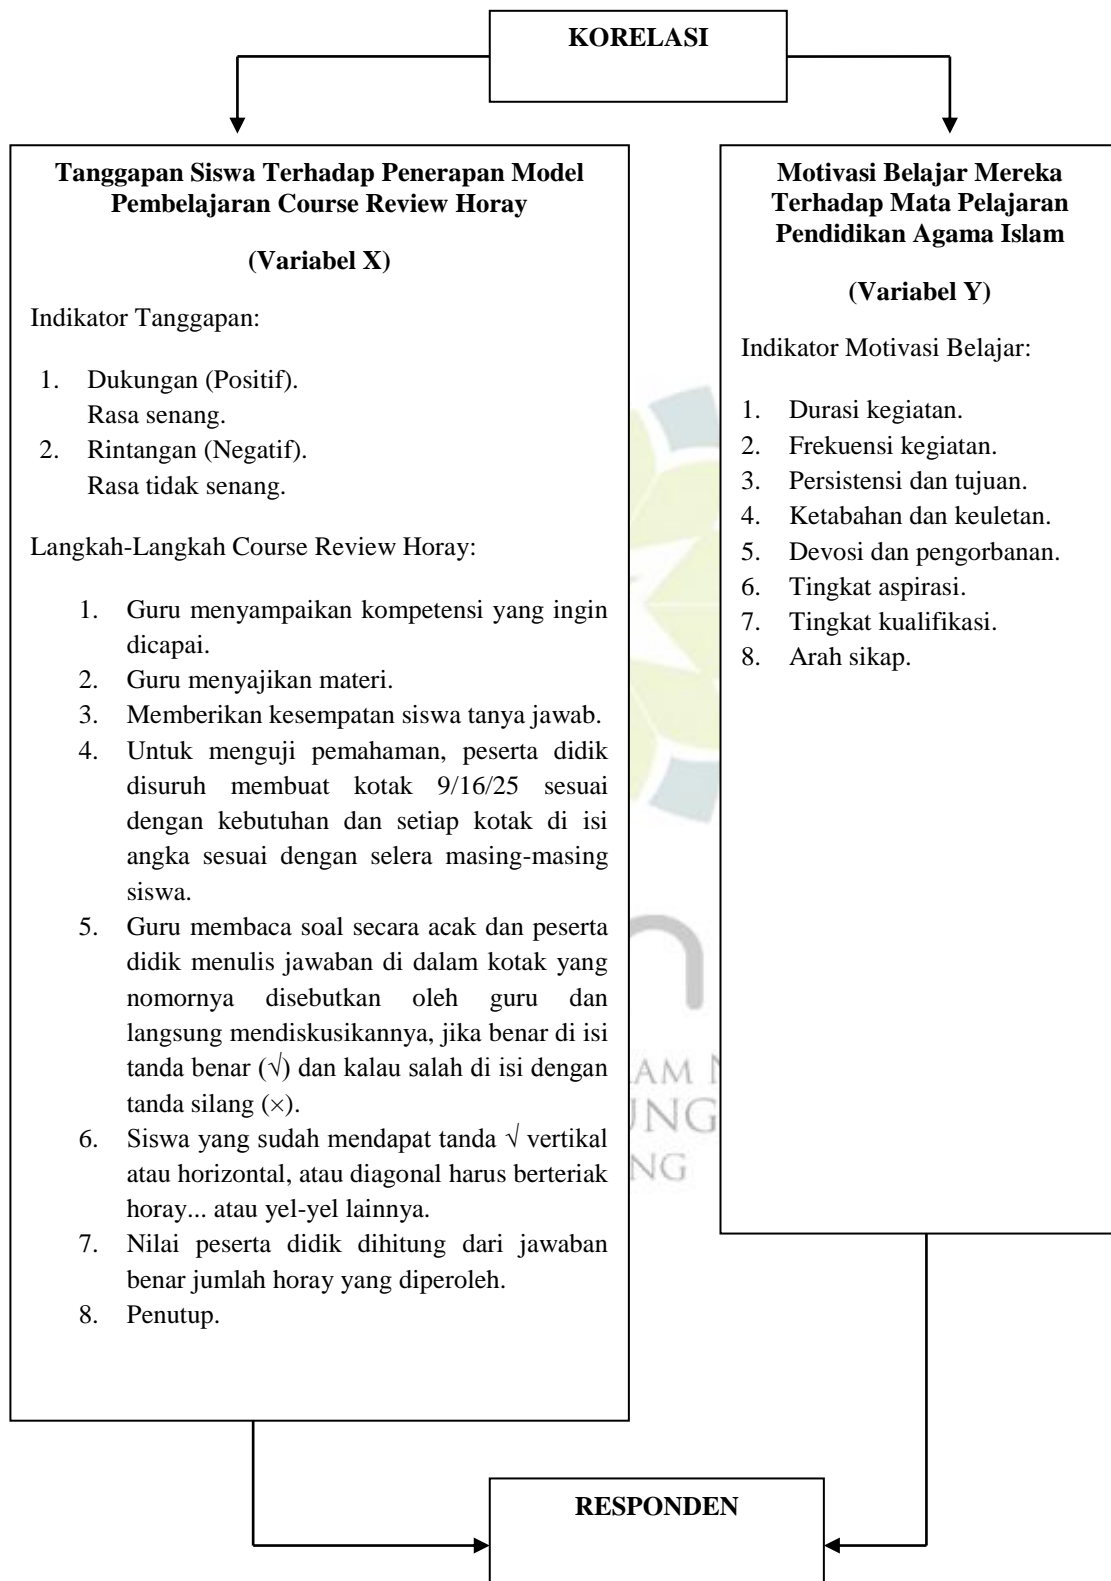 KORELASI
Tanggapan Siswa Terhadap Penerapan Model
Pembelajaran Course Review Horay
(Variabel X)
Indikator Tanggapan:
1. Dukungan (Positif).
Rasa senang.
2. Rintangan (Negatif).
Rasa tidak senang.
Langkah-Langkah Course Review Horay:
1. Guru menyampaikan kompetensi yang ingin
dicapai.
2. Guru menyajikan materi.
3. Memberikan kesempatan siswa tanya jawab.
4. Untuk menguji pemahaman, peserta didik
disuruh membuat kotak 9/16/25 sesuai
dengan kebutuhan dan setiap kotak di isi
angka sesuai dengan selera masing-masing
siswa.
5. Guru membaca soal secara acak dan peserta
didik menulis jawaban di dalam kotak yang
nomornya disebutkan oleh guru dan
langsung mendiskusikannya, jika benar di isi
tanda benar (√) dan kalau salah di isi dengan
tanda silang (×).
6. Siswa yang sudah mendapat tanda √ vertikal
atau horizontal, atau diagonal harus berteriak
horay... atau yel-yel lainnya.
7. Nilai peserta didik dihitung dari jawaban
benar jumlah horay yang diperoleh.
8. Penutup.
Motivasi Belajar Mereka
Terhadap Mata Pelajaran
Pendidikan Agama Islam
(Variabel Y)
Indikator Motivasi Belajar:
1. Durasi kegiatan.
2. Frekuensi kegiatan.
3. Persistensi dan tujuan.
4. Ketabahan dan keuletan.
5. Devosi dan pengorbanan.
6. Tingkat aspirasi.
7. Tingkat kualifikasi.
8. Arah sikap.
RESPONDEN